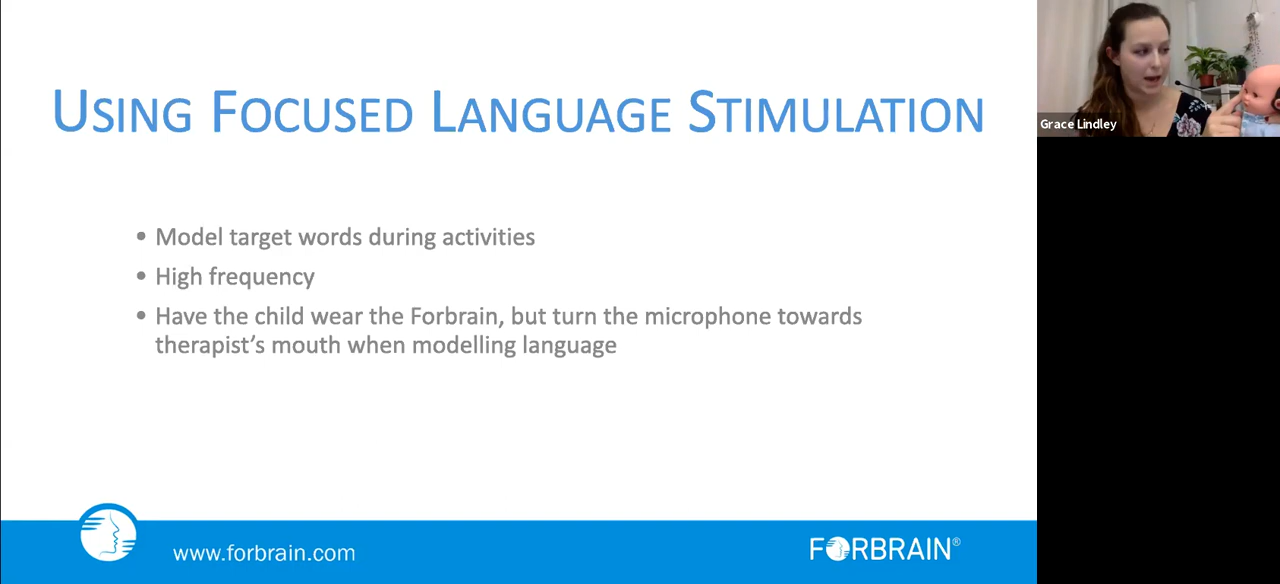 USING FOCUSED LANGUAGE STIMULATION
Grace Lindley
• Model target words during activities
• High frequency
• Have the child wear the Forbrain, but turn the microphone towards
therapist's mouth when modelling language
www.forbrain.com
FORBRAIN®